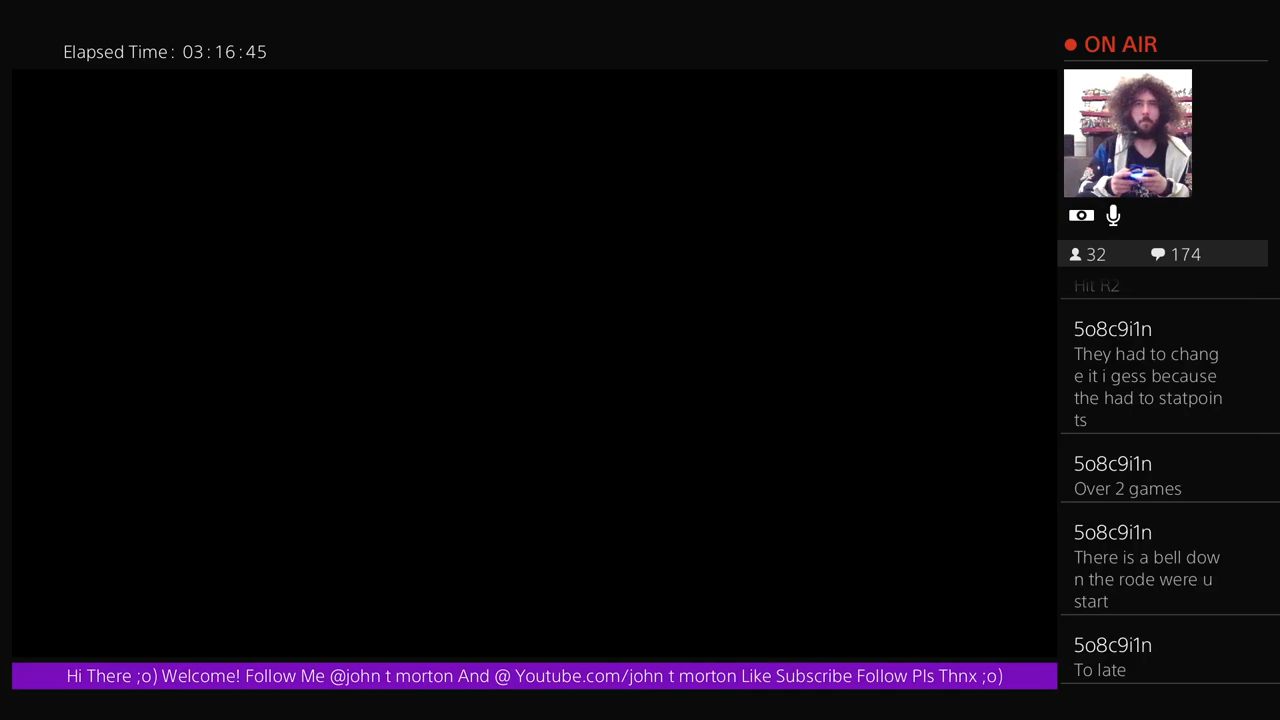 Elapsed Time: 03:16:45
ON AIR
32 174
Hit R2
5o8c9i1n
They had to chang
e it i gess because
the had to statpoin
ts
5o8c9i1n
Over 2 games
5o8c9i1n
There is a bell dow
n the rode were u
start
5o8c9i1n
To late
Hi There ;o) Welcome! Follow Me @john t morton And @ Youtube.com/john t morton Like Subscribe Follow Pls Thnx ;o)